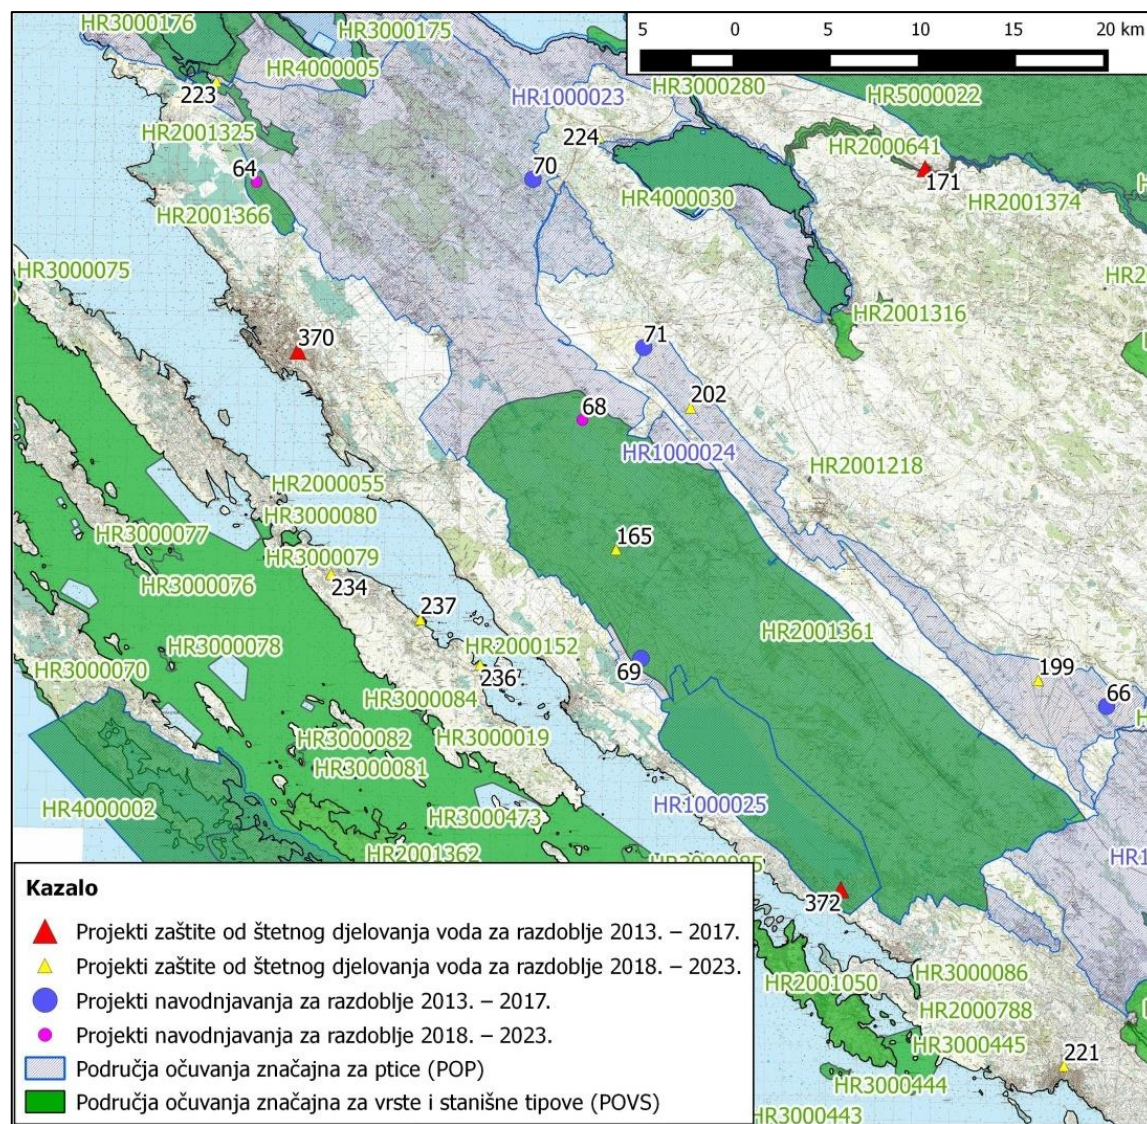 HR3000176
HR3000175
5 0 5 10 15 20 km
HR4000005
HR1000023
HR3000280
223
HR5000022
HR2001325
224
HR2000641
64
70
171
HR4000030
HR2001374
HR2001366
HR3000075
HR2
HR2001316
370
71
202
68
HR1000024
HR2001218
HR2000055
HR3000080
HR3000077
165
HR3000079
HR3000076
234
237
HR2001361
HR3000078
HR2000152
HR3000070
236
69
199
66
HR3000084
HR3000082
HR3000019
HR3000081
HR4000002
HR1000025
HR3000473
HR2001362
HR1
372
Kazalo
Projekti zaštite od štetnog djelovanja voda za razdoblje 2013. – 2017.
Projekti zaštite od štetnog djelovanja voda za razdoblje 2018. – 2023.
Projekti navodnjavanja za razdoblje 2013. – 2017.
Projekti navodnjavanja za razdoblje 2018. – 2023.
Područja očuvanja značajna za ptice (POP)
Područja očuvanja značajna za vrste i stanišne tipove (POVS)
HR3000086
HR2001050
HR2000788
HR3000445
221
HR3000444
HR3000443